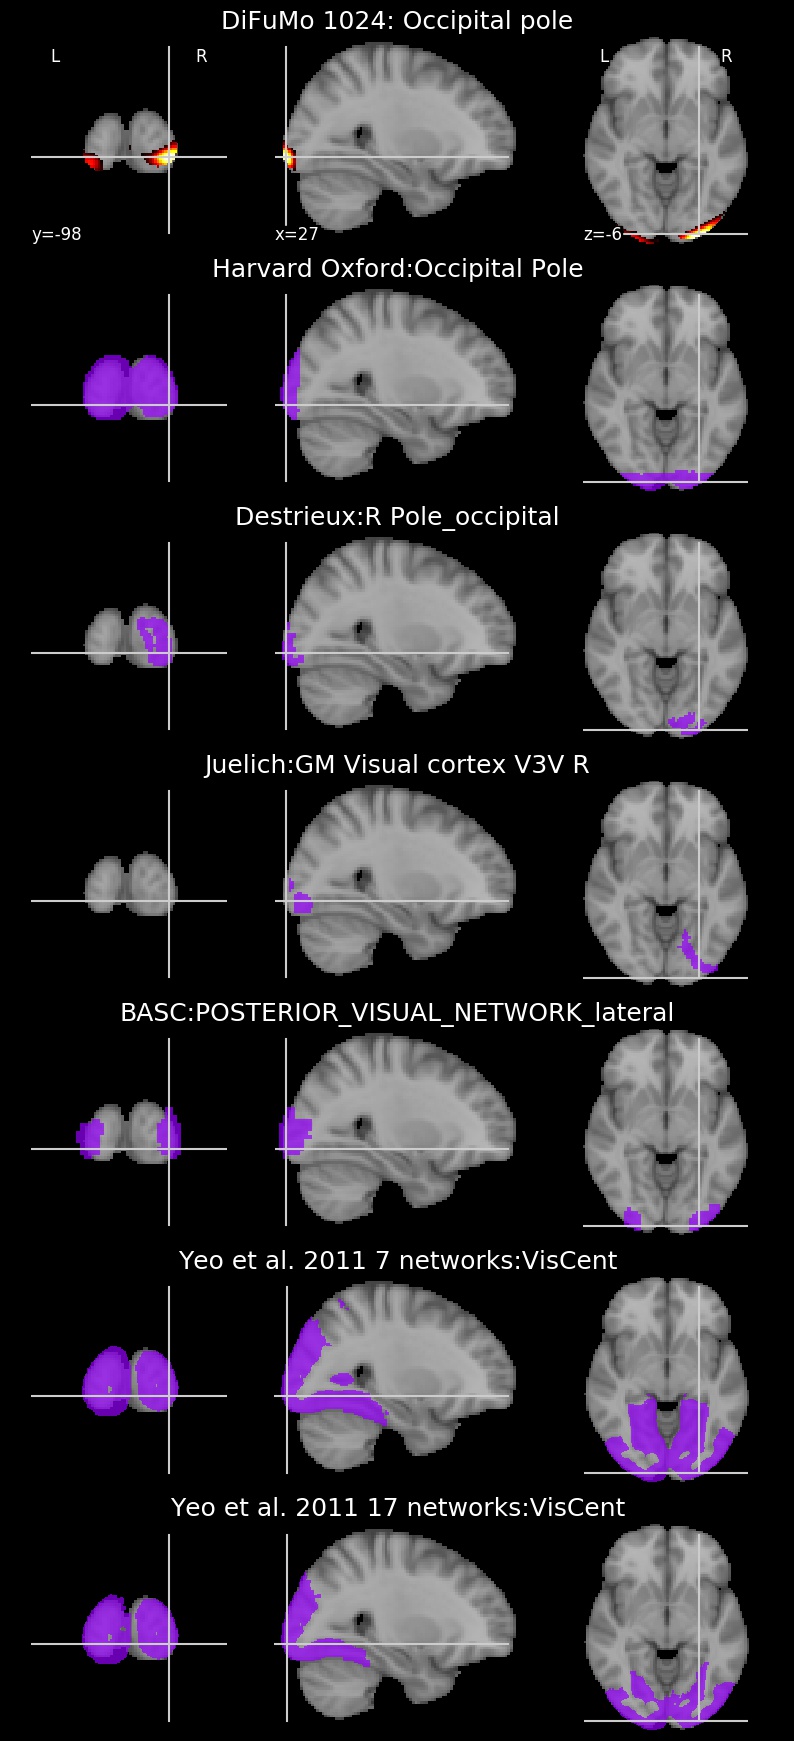 DiFuMo 1024: Occipital pole
L R L R
y=-98 x=27 z=-6
Harvard Oxford:Occipital Pole
Destrieux:R Pole_occipital
Juelich:GM Visual cortex V3V R
BASC:POSTERIOR_VISUAL_NETWORK_lateral
Yeo et al. 2011 7 networks:VisCent
Yeo et al. 2011 17 networks:VisCent